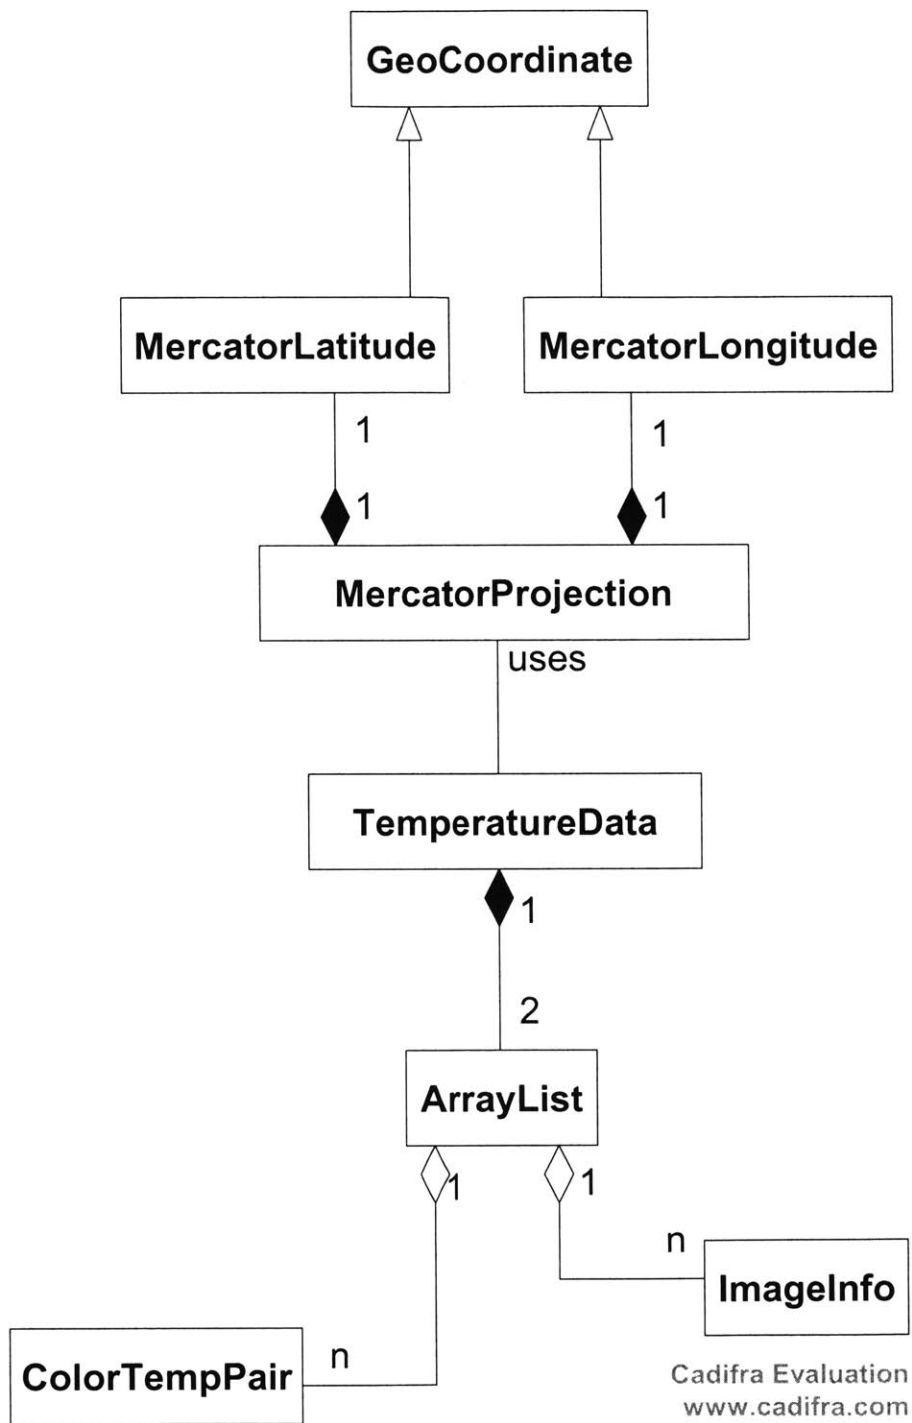 GeoCoordinate
MercatorLatitude
MercatorLongitude
1
1
1
1
MercatorProjection
uses
TemperatureData
1
2
ArrayList
1
1
n
ImageInfo
n
ColorTempPair
Cadifra Evaluation
www.cadifra.com